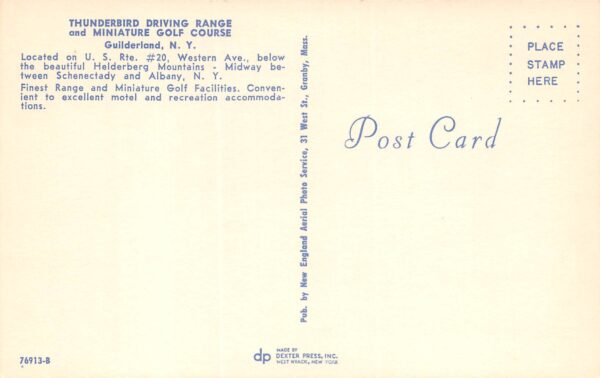 THUNDERBIRD DRIVING RANGE
and MINIATURE GOLF COURSE
Guilderland, N. Y.
Located on U. S. Rte. #20, Western Ave., below
the beautiful Helderberg Mountains - Midway be-
tween Schenectady and Albany, N. Y.
Finest Range and Miniature Golf Facilities. Conven-
ient to excellent motel and recreation accommoda-
tions.
Pub. by New England Aerial Photo Service, 31 West St., Granby, Mass.
PLACE
STAMP
HERE
Post Card
76913-B
dp
MADE BY
DEXTER PRESS, INC.
WEST NYACK, NEW YORK